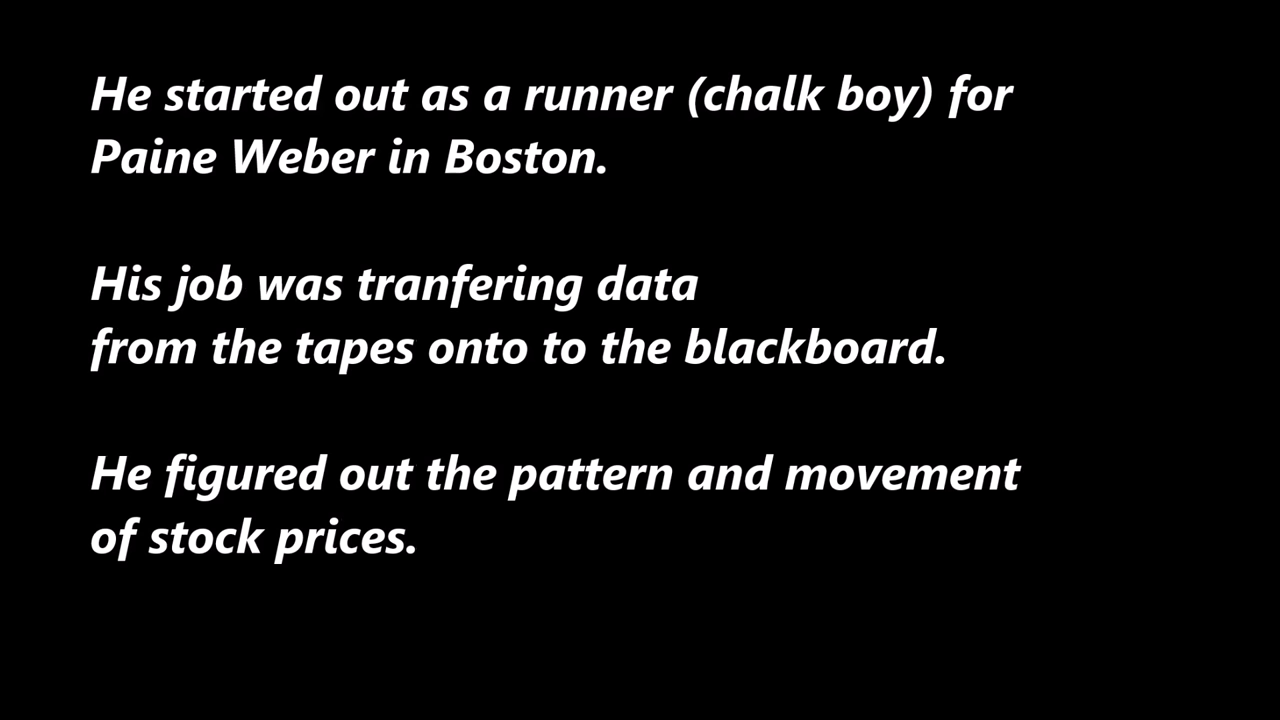 He started out as a runner (chalk boy) for
Paine Weber in Boston.
His job was tranfering data
from the tapes onto to the blackboard.
He figured out the pattern and movement
of stock prices.